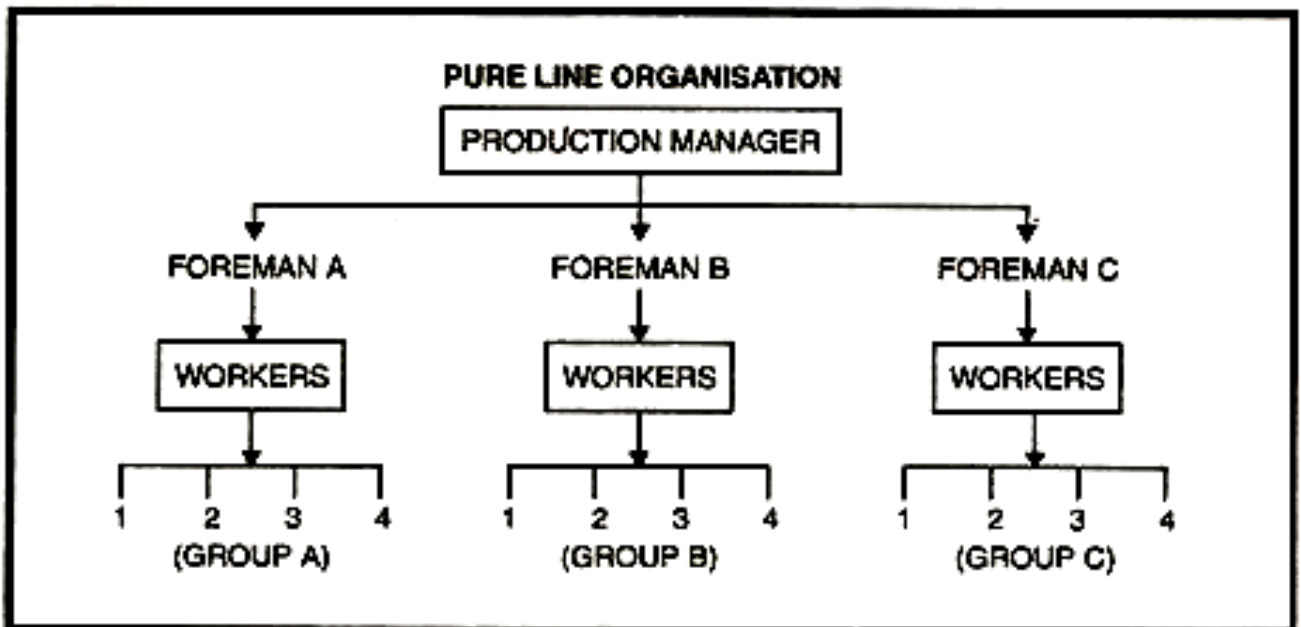 PURE LINE ORGANISATION
PRODUCTION MANAGER
FOREMAN A FOREMAN B FOREMAN C
WORKERS WORKERS WORKERS
1 2 3 4 1 2 3 4 1 2 3 4
(GROUP A) (GROUP B) (GROUP C)